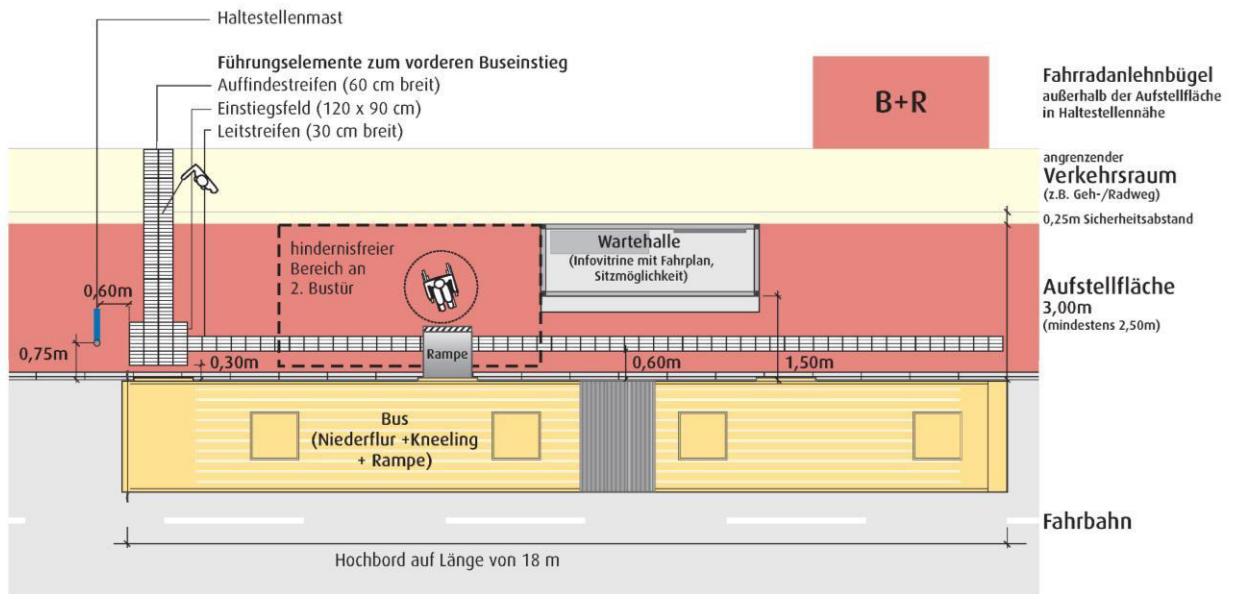 Haltestellenmast
Führungselemente zum vorderen Buseinstieg
Auffindestreifen (60 cm breit)
Einstiegsfeld (120 x 90 cm)
Leitstreifen (30 cm breit)
B+R
Fahrradanlehnbügel
außerhalb der Aufstellfläche
in Haltestellennähe
angrenzender
Verkehrsraum
(z.B. Geh-/Radweg)
0,25m Sicherheitsabstand
hindernisfreier
Bereich an
2. Bustür
Wartehalle
(Infovitrine mit Fahrplan,
Sitzmöglichkeit)
Aufstellfläche
3,00m
(mindestens 2,50m)
0,60m
0,75m
0,30m
Rampe
0,60m
1,50m
Bus
(Niederflur +Kneeling
+ Rampe)
Fahrbahn
Hochbord auf Länge von 18 m